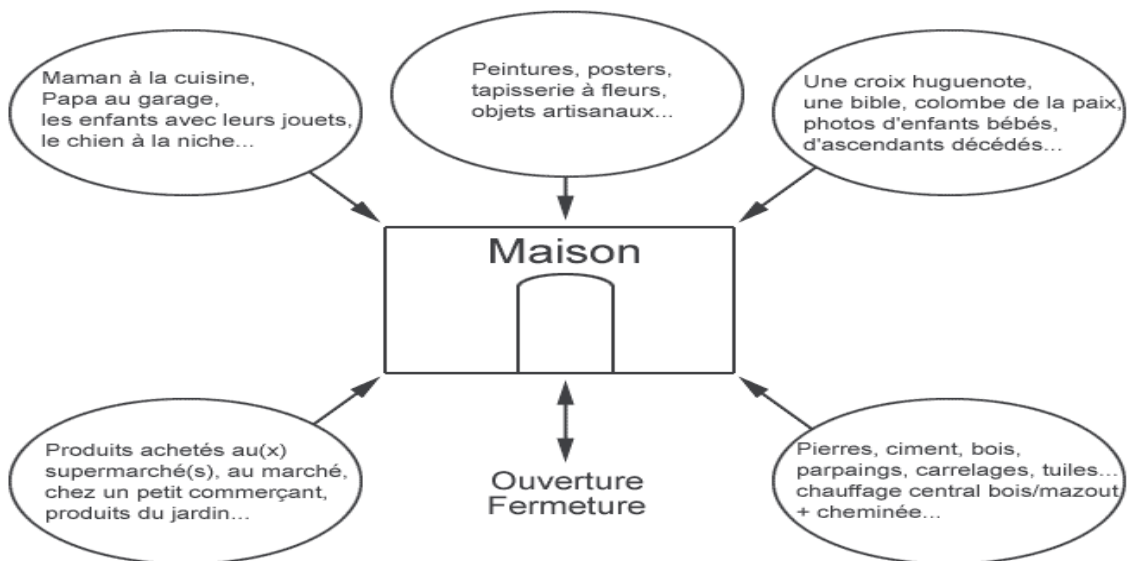 Maman à la cuisine,
Papa au garage,
les enfants avec leurs jouets,
le chien à la niche...
Peintures, posters,
tapisserie à fleurs,
objets artisanaux...
Une croix huguenote,
une bible, colombe de la paix,
photos d'enfants bébés,
d'ascendants décédés...
Maison
Produits achetés au(x)
supermarché(s), au marché,
chez un petit commerçant,
produits du jardin...
Ouverture
Fermeture
Pierres, ciment, bois,
parpaings, carrelages, tuiles...
chauffage central bois/mazout
+ cheminée...